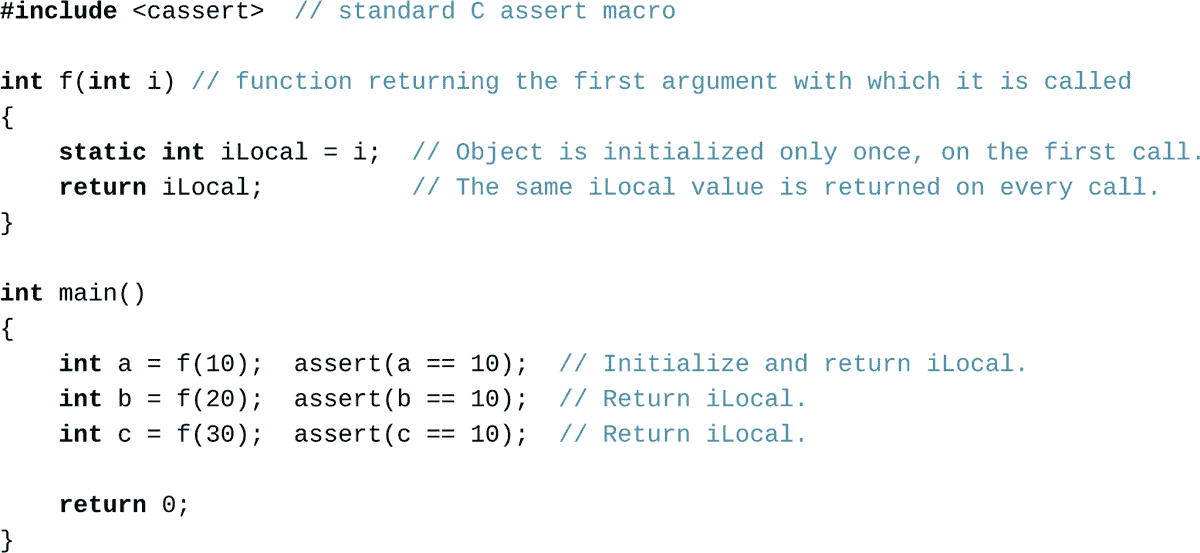 #include <cassert>  // standard C assert macro

int f(int i) // function returning the first argument with which it is called
{
    static int iLocal = i;  // Object is initialized only once, on the first call.
    return iLocal;          // The same iLocal value is returned on every call.
}

int main()
{
    int a = f(10);  assert(a == 10);  // Initialize and return iLocal.
    int b = f(20);  assert(b == 10);  // Return iLocal.
    int c = f(30);  assert(c == 10);  // Return iLocal.

    return 0;
}